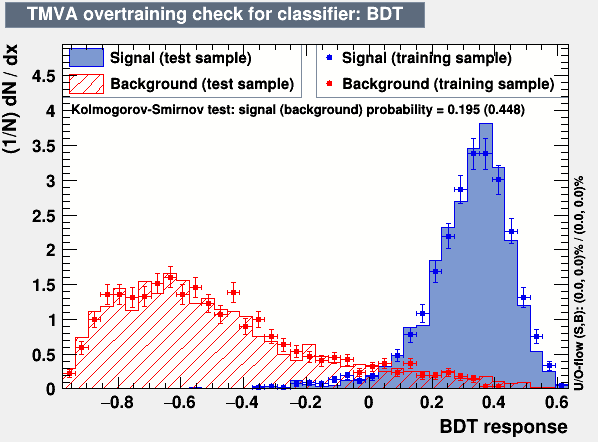 TMVA overtraining check for classifier: BDT
(1/N) dN / dx
Signal (test sample)
Signal (training sample)
Background (test sample)
Background (training sample)
Kolmogorov-Smirnov test: signal (background) probability = 0.195 (0.448)
4.5
4
3.5
3
2.5
2
1.5
1
0.5
0
−0.8 −0.6 −0.4 −0.2 0 0.2 0.4 0.6
BDT response
U/O-flow (S,B): (0.0, 0.0)% / (0.0, 0.0)%